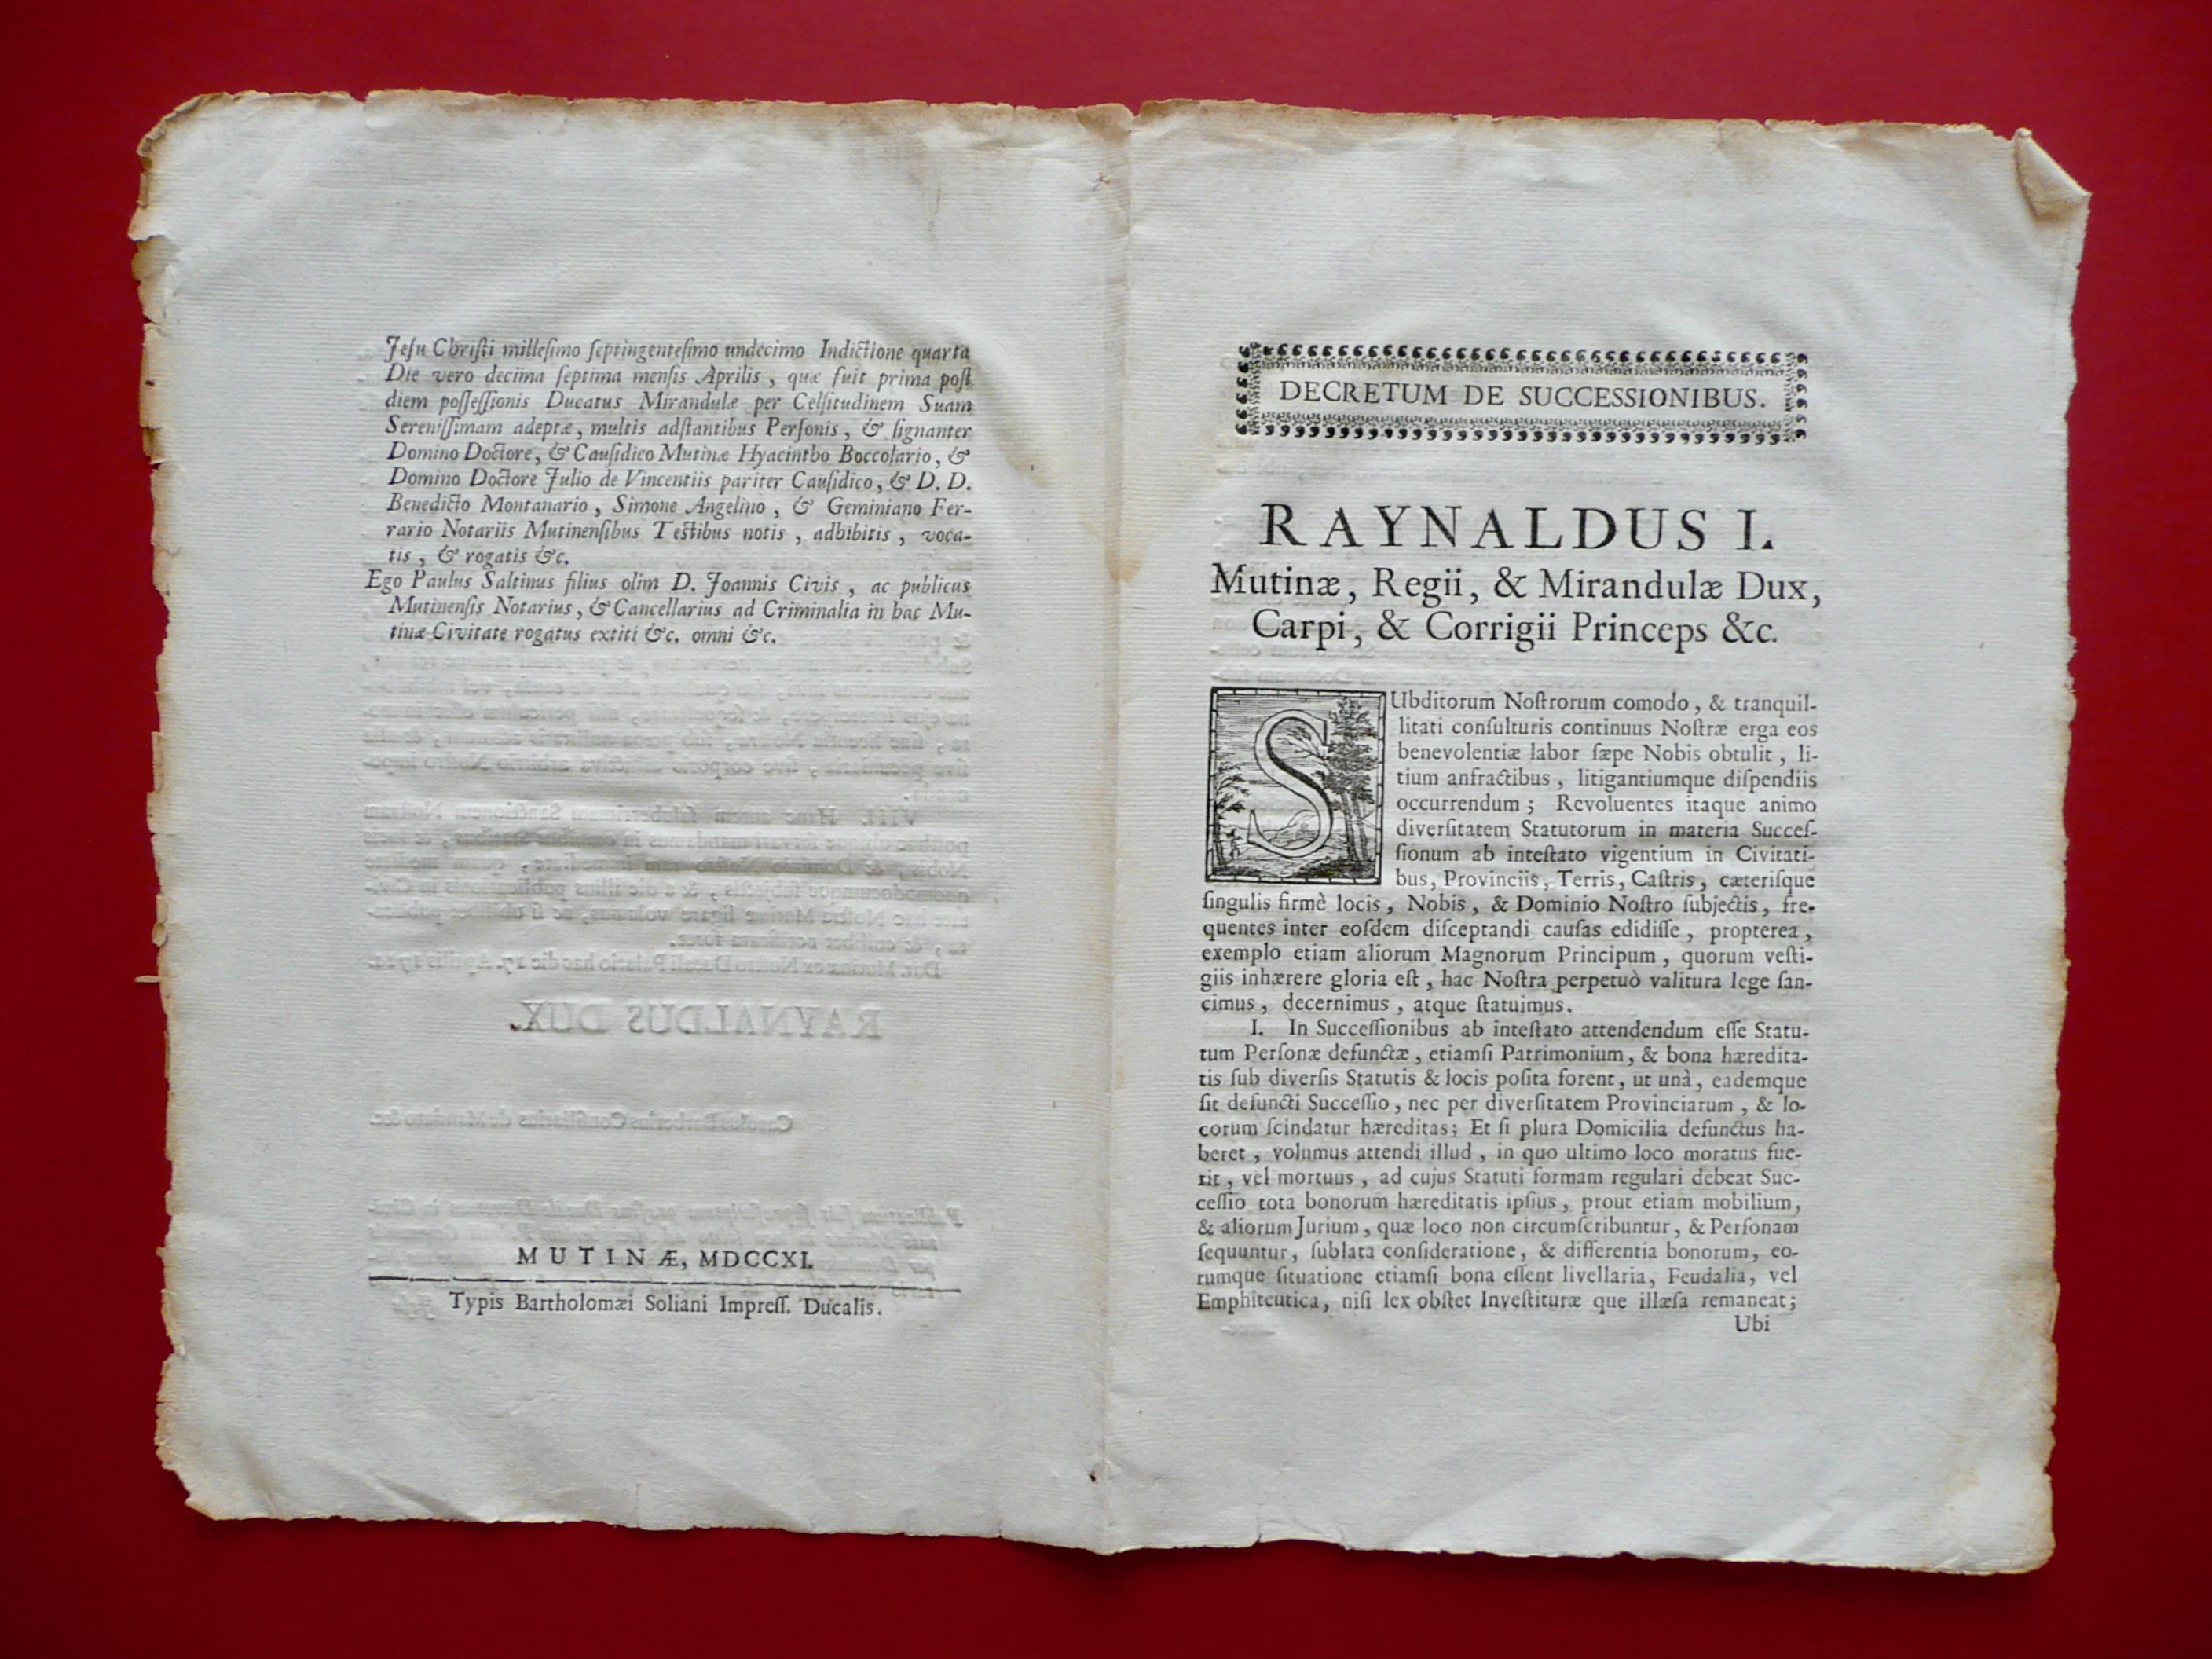 Jeſu Chriſti milleſimo ſeptingenteſimo undecimo Indictione quarta
Die vero decima ſeptima menſis Aprilis , quæ fuit prima poſt
diem poſſeſſionis Ducatus Mirandulæ per Celſitudinem Suam
Sereniſſimam adeptæ, multis adſtantibus Perſonis , & ſignanter
Domino Doctore, & Cauſidico Mutinæ Hyacintho Boccolario, &
Domino Doctore Julio de Vincentiis pariter Cauſidico, & D. D.
Benedicto Montanario , Simone Angelino , & Geminiano Fer-
rario Notariis Mutinenſibus Teſtibus notis , adhibitis , voca-
tis , & rogatis &c.
Ego Paulus Saltinus filius olim D. Joannis Civis , ac publicus
Mutinenſis Notarius, & Cancellarius ad Criminalia in hac Mu-
tinæ Civitate rogatus extiti &c. omni &c.
RAYNALDUS DUX.
MUTINÆ, MDCCXI.
Typis Bartholomæi Soliani Impreſſ. Ducalis.
DECRETUM DE SUCCESSIONIBUS.
RAYNALDUS I.
Mutinæ, Regii, & Mirandulæ Dux,
Carpi, & Corrigii Princeps &c.
SUbditorum Noſtrorum comodo , & tranquil-
litati conſulturis continuus Noſtræ erga eos
benevolentiæ labor ſæpe Nobis obtulit , li-
tium anfractibus , litigantiumque diſpendiis
occurrendum ; Revoluentes itaque animo
diverſitatem Statutorum in materia Succeſ-
ſionum ab inteſtato vigentium in Civitati-
bus, Provinciis, Terris, Caſtris, cæteriſque
ſingulis firmè locis , Nobis , & Dominio Noſtro ſubjectis, fre-
quentes inter eoſdem diſceptandi cauſas edidiſſe , propterea ,
exemplo etiam aliorum Magnorum Principum , quorum veſti-
giis inhærere gloria eſt , hac Noſtra perpetuò valitura lege ſan-
cimus , decernimus , atque ſtatuimus.
I. In Succeſſionibus ab inteſtato attendendum eſſe Statu-
tum Perſonæ defunctæ , etiamſi Patrimonium, & bona hæredita-
tis ſub diverſis Statutis & locis poſita forent, ut unà, eademque
ſit defuncti Succeſſio , nec per diverſitatem Provinciarum , & lo-
corum ſcindatur hæreditas; Et ſi plura Domicilia defunctus ha-
beret , volumus attendi illud , in quo ultimo loco moratus fue-
rit , vel mortuus , ad cujus Statuti formam regulari debeat Suc-
ceſſio tota bonorum hæreditatis ipſius , prout etiam mobilium,
& aliorum Jurium , quæ loco non circumſcribuntur , & Perſonam
ſequuntur, ſublata conſideratione, & differentia bonorum, eo-
rumque ſituatione etiamſi bona eſſent livellaria, Feudalia, vel
Emphiteutica, niſi lex obſtet Inveſtituræ que illæſa remaneat;
Ubi